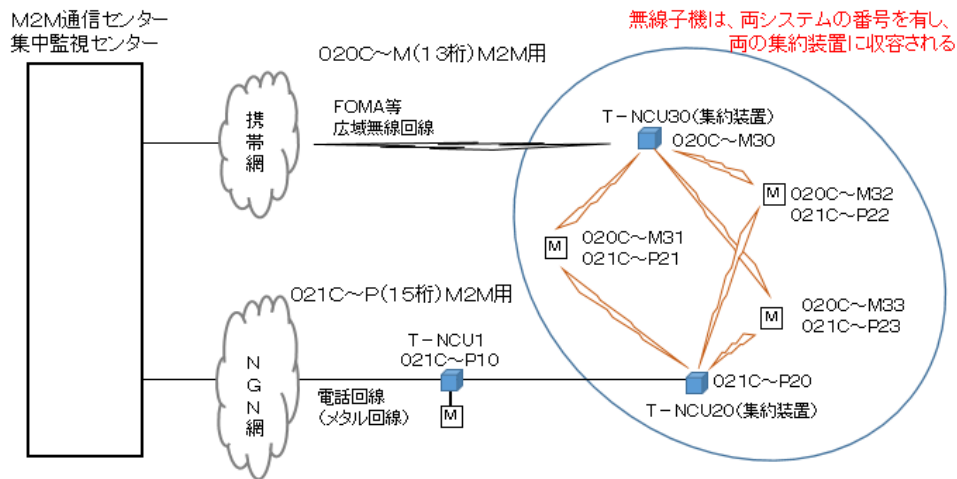 M2M通信センター
集中監視センター
無線子機は、両システムの番号を有し、
両の集約装置に収容される
020C～M(13桁)M2M用
携帯網
FOMA等
広域無線回線
T－NCU30(集約装置)
020C～M30
M
020C～M32
021C～P22
M
020C～M31
021C～P21
M
020C～M33
021C～P23
021C～P(15桁)M2M用
NGN網
T－NCU1
021C～P10
電話回線
(メタル回線)
M
021C～P20
T－NCU20(集約装置)